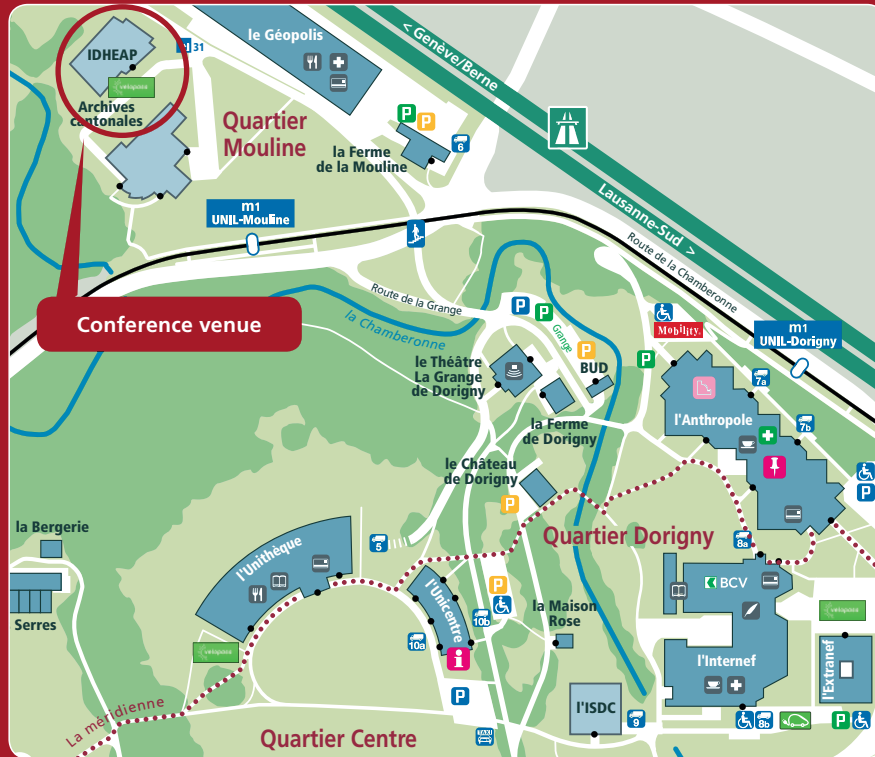 IDHEAP
31
Archives
cantonales
le Géopolis
Quartier
Mouline
P
P
6
la Ferme
de la Mouline
< Genève/Berne
Lausanne-Sud >
Route de la Chamberonne
m1
UNIL-Mouline
Conference venue
Route de la Grange
la Chamberonne
P
P
Grange
P
BUD
P
Mobility.
m1
UNIL-Dorigny
le Théâtre
La Grange
de Dorigny
la Ferme
de Dorigny
7a
l'Anthropole
7b
P
le Château
de Dorigny
P
Quartier Dorigny
8a
la Bergerie
Serres
l'Unithèque
5
l'Unicentre
P
10b
10a
i
P
la Maison
Rose
BCV
l'Internef
l'Extranef
velopass
velopass
velopass
La méridienne
TAXI
Quartier Centre
l'ISDC
9
8b
P